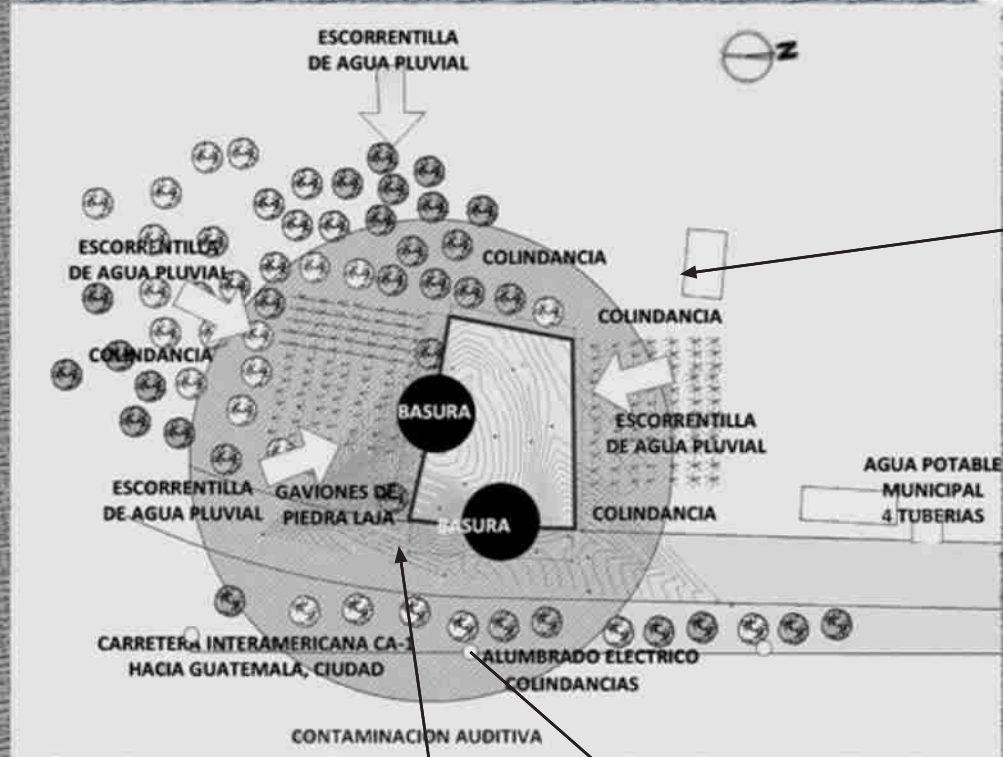 ESCORRENTILLA
DE AGUA PLUVIAL
N
ESCORRENTILLA
DE AGUA PLUVIAL
COLINDANCIA
COLINDANCIA
COLINDANCIA
BASURA
ESCORRENTILLA
DE AGUA PLUVIAL
AGUA POTABLE
MUNICIPAL
4 TUBERIAS
ESCORRENTILLA
DE AGUA PLUVIAL
GAVIONES DE
PIEDRA LAJA
BASURA
COLINDANCIA
CARRETERA INTERAMERICANA CA-1
HACIA GUATEMALA, CIUDAD
ALUMBRADO ELECTRICO
COLINDANCIAS
CONTAMINACION AUDITIVA